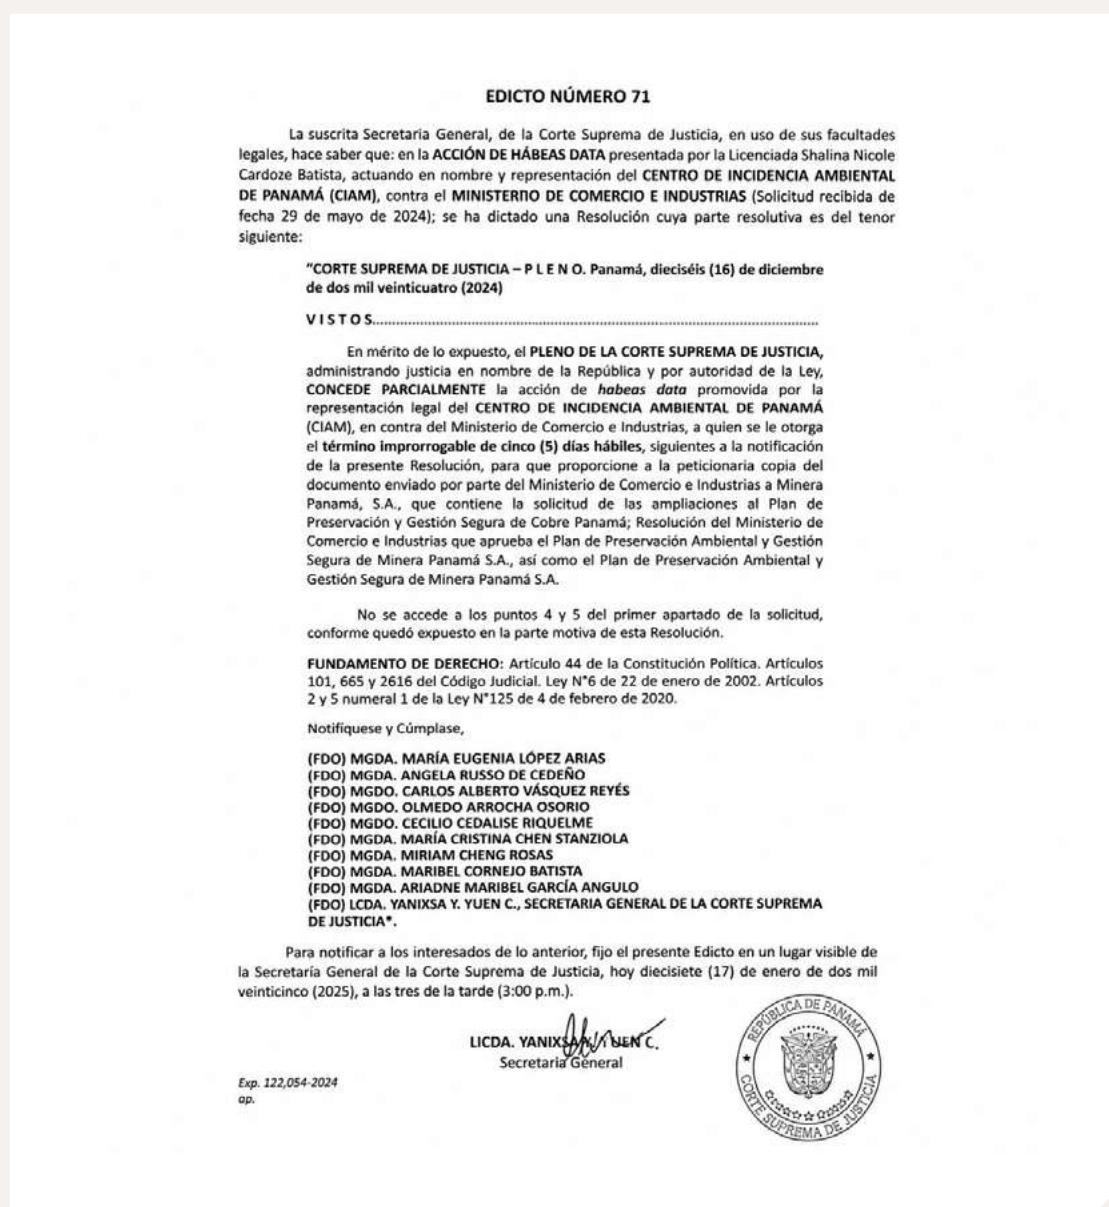 EDICTO NÚMERO 71
La suscrita Secretaria General, de la Corte Suprema de Justicia, en uso de sus facultades
legales, hace saber que: en la ACCIÓN DE HÁBEAS DATA presentada por la Licenciada Shalina Nicole
Cardoze Batista, actuando en nombre y representación del CENTRO DE INCIDENCIA AMBIENTAL
DE PANAMÁ (CIAM), contra el MINISTERIO DE COMERCIO E INDUSTRIAS (Solicitud recibida de
fecha 29 de mayo de 2024); se ha dictado una Resolución cuya parte resolutiva es del tenor
siguiente:
"CORTE SUPREMA DE JUSTICIA – P L E N O. Panamá, dieciséis (16) de diciembre
de dos mil veinticuatro (2024)
V I S T O S................................................................................................................
En mérito de lo expuesto, el PLENO DE LA CORTE SUPREMA DE JUSTICIA,
administrando justicia en nombre de la República y por autoridad de la Ley,
CONCEDE PARCIALMENTE la acción de habeas data promovida por la
representación legal del CENTRO DE INCIDENCIA AMBIENTAL DE PANAMÁ
(CIAM), en contra del Ministerio de Comercio e Industrias, a quien se le otorga
el término improrrogable de cinco (5) días hábiles, siguientes a la notificación
de la presente Resolución, para que proporcione a la peticionaria copia del
documento enviado por parte del Ministerio de Comercio e Industrias a Minera
Panamá, S.A., que contiene la solicitud de las ampliaciones al Plan de
Preservación y Gestión Segura de Cobre Panamá; Resolución del Ministerio de
Comercio e Industrias que aprueba el Plan de Preservación Ambiental y Gestión
Segura de Minera Panamá S.A., así como el Plan de Preservación Ambiental y
Gestión Segura de Minera Panamá S.A.
No se accede a los puntos 4 y 5 del primer apartado de la solicitud,
conforme quedó expuesto en la parte motiva de esta Resolución.
FUNDAMENTO DE DERECHO: Artículo 44 de la Constitución Política. Artículos
101, 665 y 2616 del Código Judicial. Ley N°6 de 22 de enero de 2002. Artículos
2 y 5 numeral 1 de la Ley N°125 de 4 de febrero de 2020.
Notifíquese y Cúmplase,
(FDO) MGDA. MARÍA EUGENIA LÓPEZ ARIAS
(FDO) MGDA. ANGELA RUSSO DE CEDEÑO
(FDO) MGDO. CARLOS ALBERTO VÁSQUEZ REYÉS
(FDO) MGDO. OLMEDO ARROCHA OSORIO
(FDO) MGDO. CECILIO CEDALISE RIQUELME
(FDO) MGDA. MARÍA CRISTINA CHEN STANZIOLA
(FDO) MGDA. MIRIAM CHENG ROSAS
(FDO) MGDA. MARIBEL CORNEJO BATISTA
(FDO) MGDA. ARIADNE MARIBEL GARCÍA ANGULO
(FDO) LCDA. YANIXSA Y. YUEN C., SECRETARIA GENERAL DE LA CORTE SUPREMA
DE JUSTICIA".
Para notificar a los interesados de lo anterior, fijo el presente Edicto en un lugar visible de
la Secretaría General de la Corte Suprema de Justicia, hoy diecisiete (17) de enero de dos mil
veinticinco (2025), a las tres de la tarde (3:00 p.m.).
LICDA. YANIXSA Y. YUEN C.
Secretaria General
REPÚBLICA DE PANAMÁ
CORTE SUPREMA DE JUSTICIA
Exp. 122,054-2024
ap.